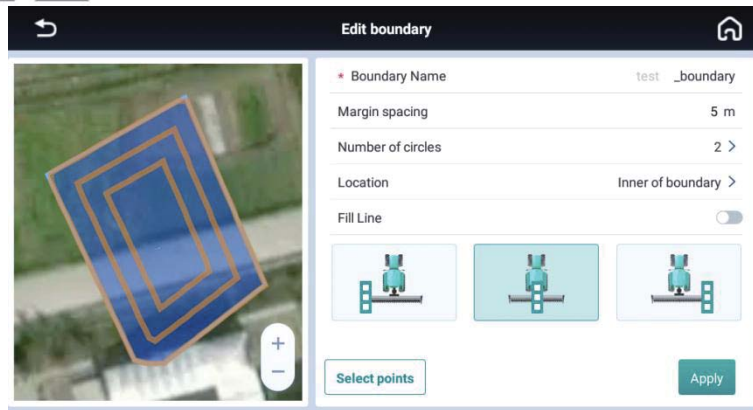 Edit boundary
* Boundary Name test _boundary
Margin spacing 5 m
Number of circles 2 >
Location Inner of boundary >
Fill Line
+
−
Select points
Apply